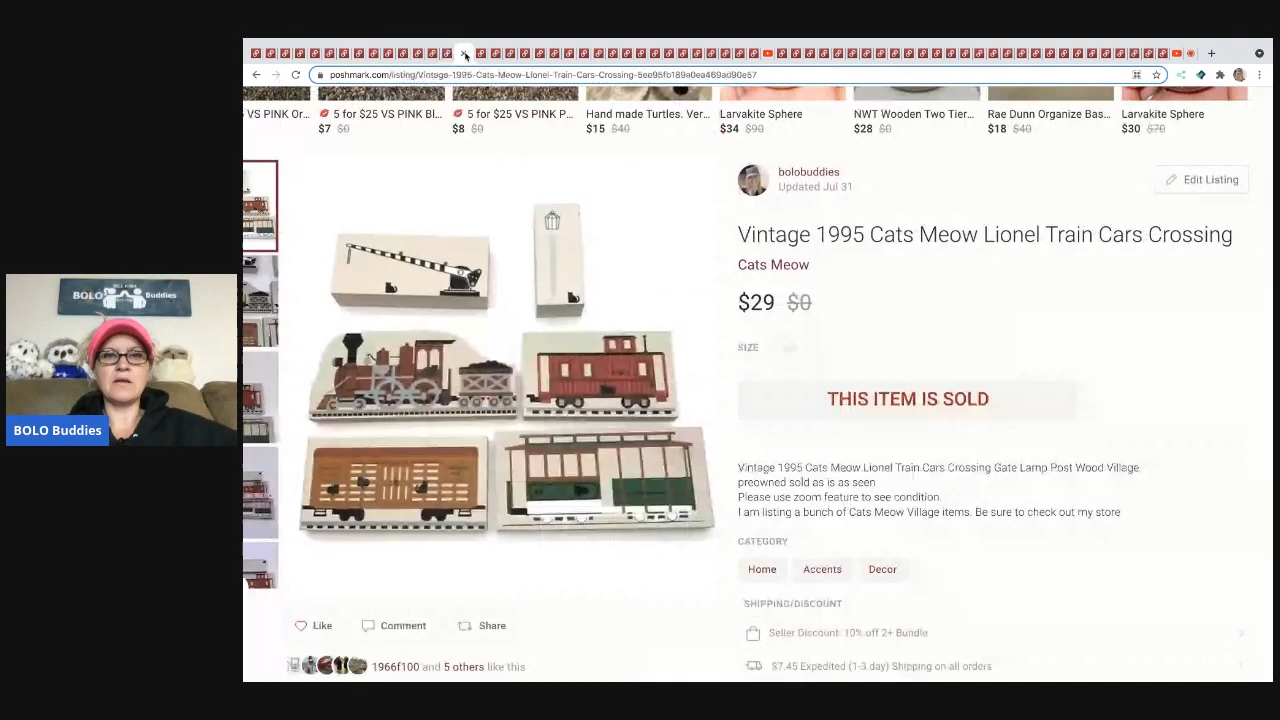 poshmark.com/listing/Vintage-1995-Cats-Meow-Lionel-Train-Cars-Crossing-5ee95fb189a0ea469ad90e57
VS PINK Or...
$7 $0
5 for $25 VS PINK Bl...
$8 $0
5 for $25 VS PINK P...
Hand made Turtles. Ver...
$15 $40
Larvakite Sphere
$34 $90
NWT Wooden Two Tier...
$28 $0
Rae Dunn Organize Bas...
$18 $40
Larvakite Sphere
$30 $70
bolobuddies
Updated Jul 31
Edit Listing
Vintage 1995 Cats Meow Lionel Train Cars Crossing
Cats Meow
$29 $0
SIZE
THIS ITEM IS SOLD
Vintage 1995 Cats Meow Lionel Train Cars Crossing Gate Lamp Post Wood Village
preowned sold as is as seen
Please use zoom feature to see condition
I am listing a bunch of Cats Meow Village items. Be sure to check out my store
CATEGORY
Home
Accents
Decor
SHIPPING/DISCOUNT
Seller Discount: 10% off 2+ Bundle
$7.45 Expedited (1-3 day) Shipping on all orders
Like
Comment
Share
1966f100 and 5 others like this
BOLO Buddies
BOLO Buddies